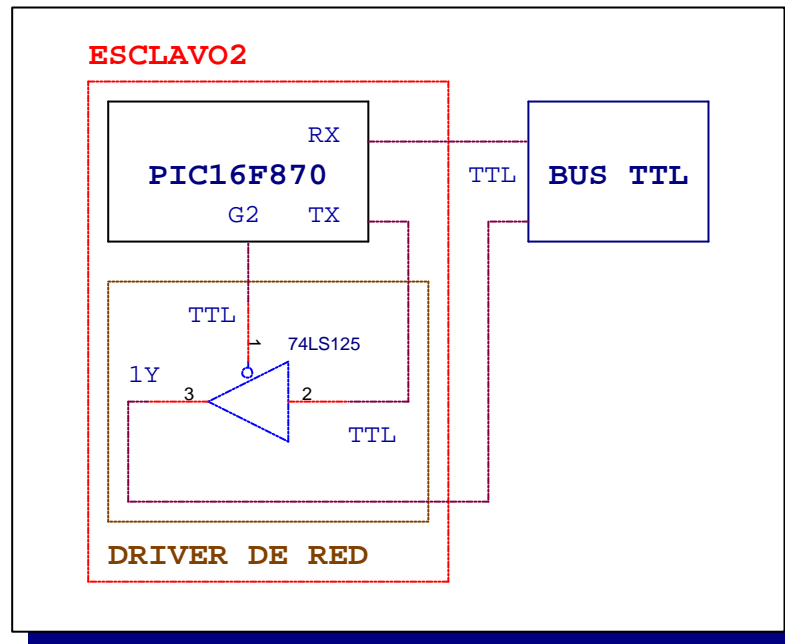 ESCLAVO2
RX
PIC16F870
TTL
BUS TTL
G2
TX
TTL
1
74LS125
1Y
3
2
TTL
DRIVER DE RED